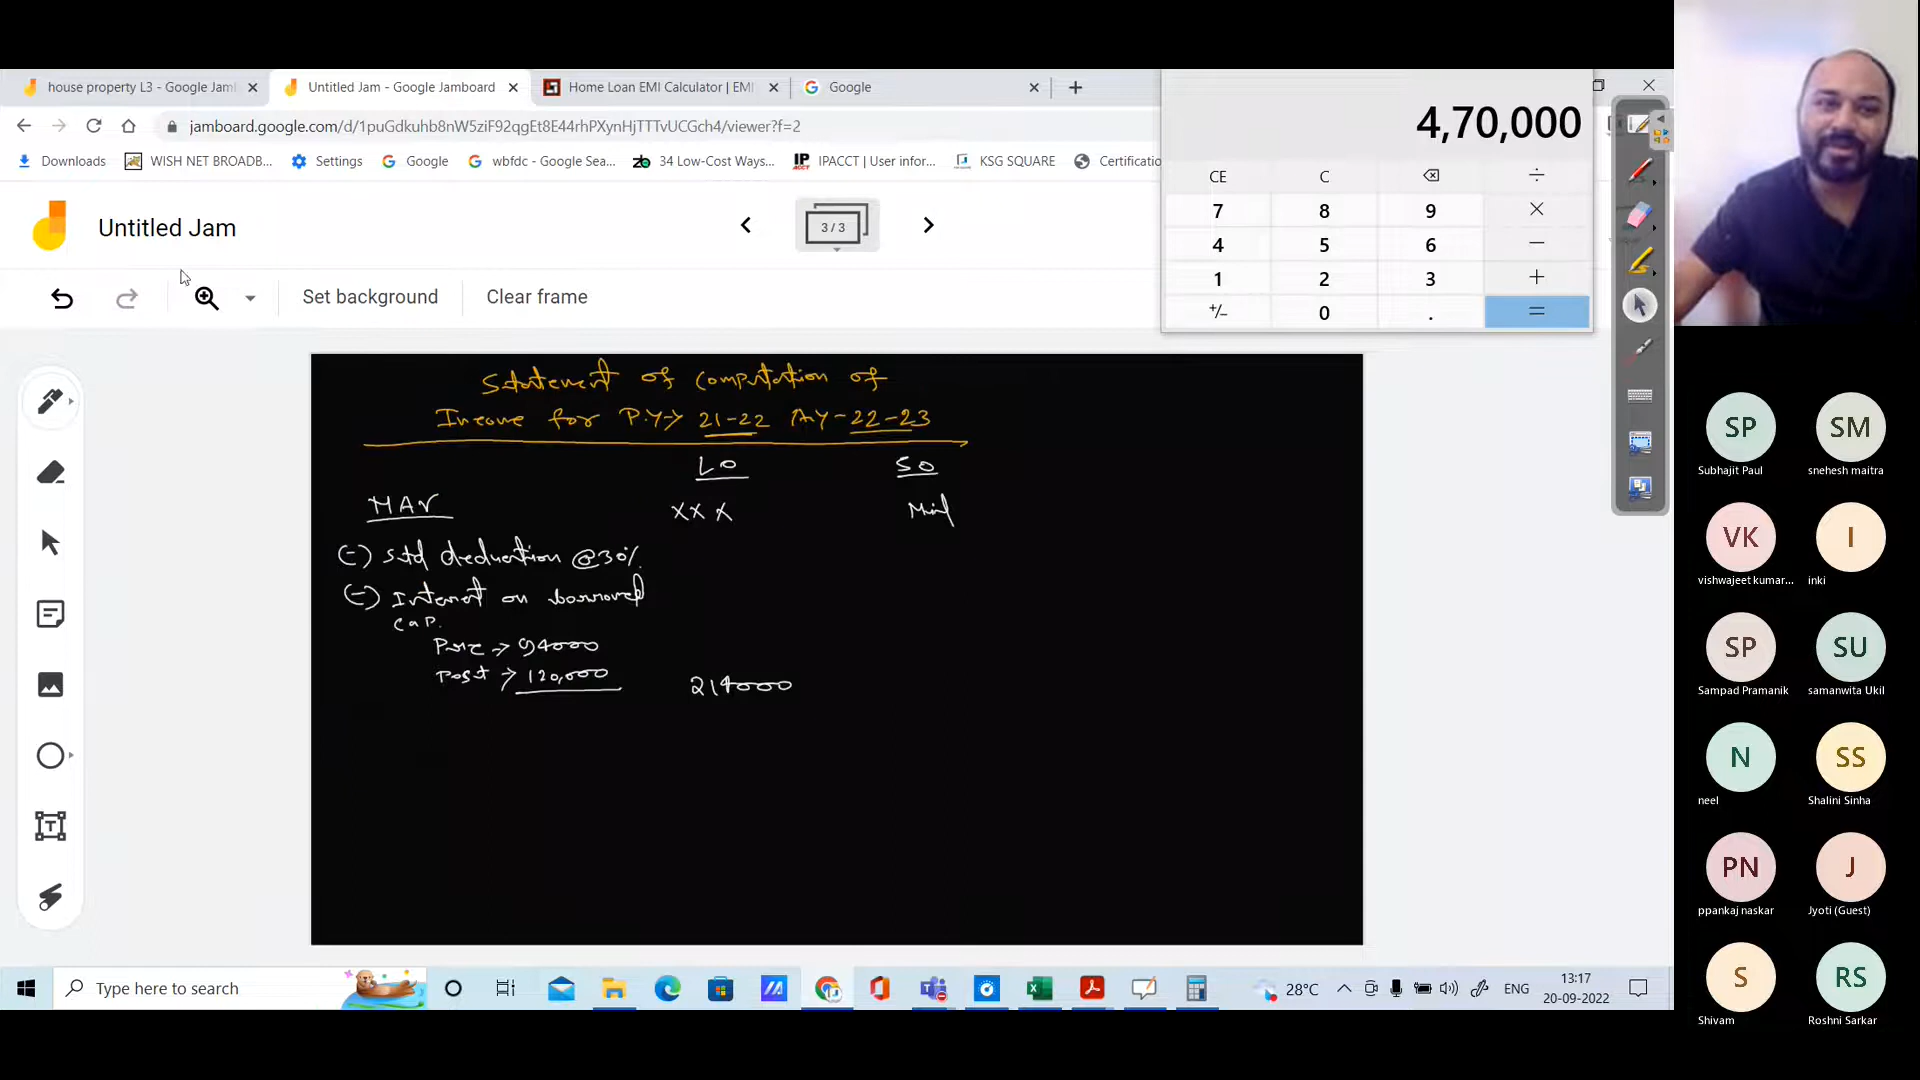 house property L3 - Google Jaml
Untitled Jam - Google Jamboard
Home Loan EMI Calculator | EMI
Google
jamboard.google.com/d/1puGdkuhb8nW5ziF92qgEt8E44rhPXynHjTTTvUCGch4/viewer?f=2
Downloads
WISH NET BROADB...
Settings
Google
wbfdc - Google Sea...
34 Low-Cost Ways...
IPACCT | User infor...
KSG SQUARE
Certificatio
4,70,000
CE C ⌫ ÷
7 8 9 ×
4 5 6 −
1 2 3 +
+/− 0 . =
Untitled Jam
3 / 3
Set background
Clear frame
Statement of Computation of
Income for P.Y→ 21-22 AY-22-23
LO SO
NAV XXX Nil
(-) Std deduction @30%.
(-) Interest on borrowed
cap.
Pre → 94000
Post → 120,000 214000
SP SM
Subhajit Paul snehesh maitra
VK I
vishwajeet kumar... inki
SP SU
Sampad Pramanik samanwita Ukil
N SS
neel Shalini Sinha
PN J
ppankaj naskar Jyoti (Guest)
S RS
Shivam Roshni Sarkar
Type here to search
28°C
ENG
13:17
20-09-2022